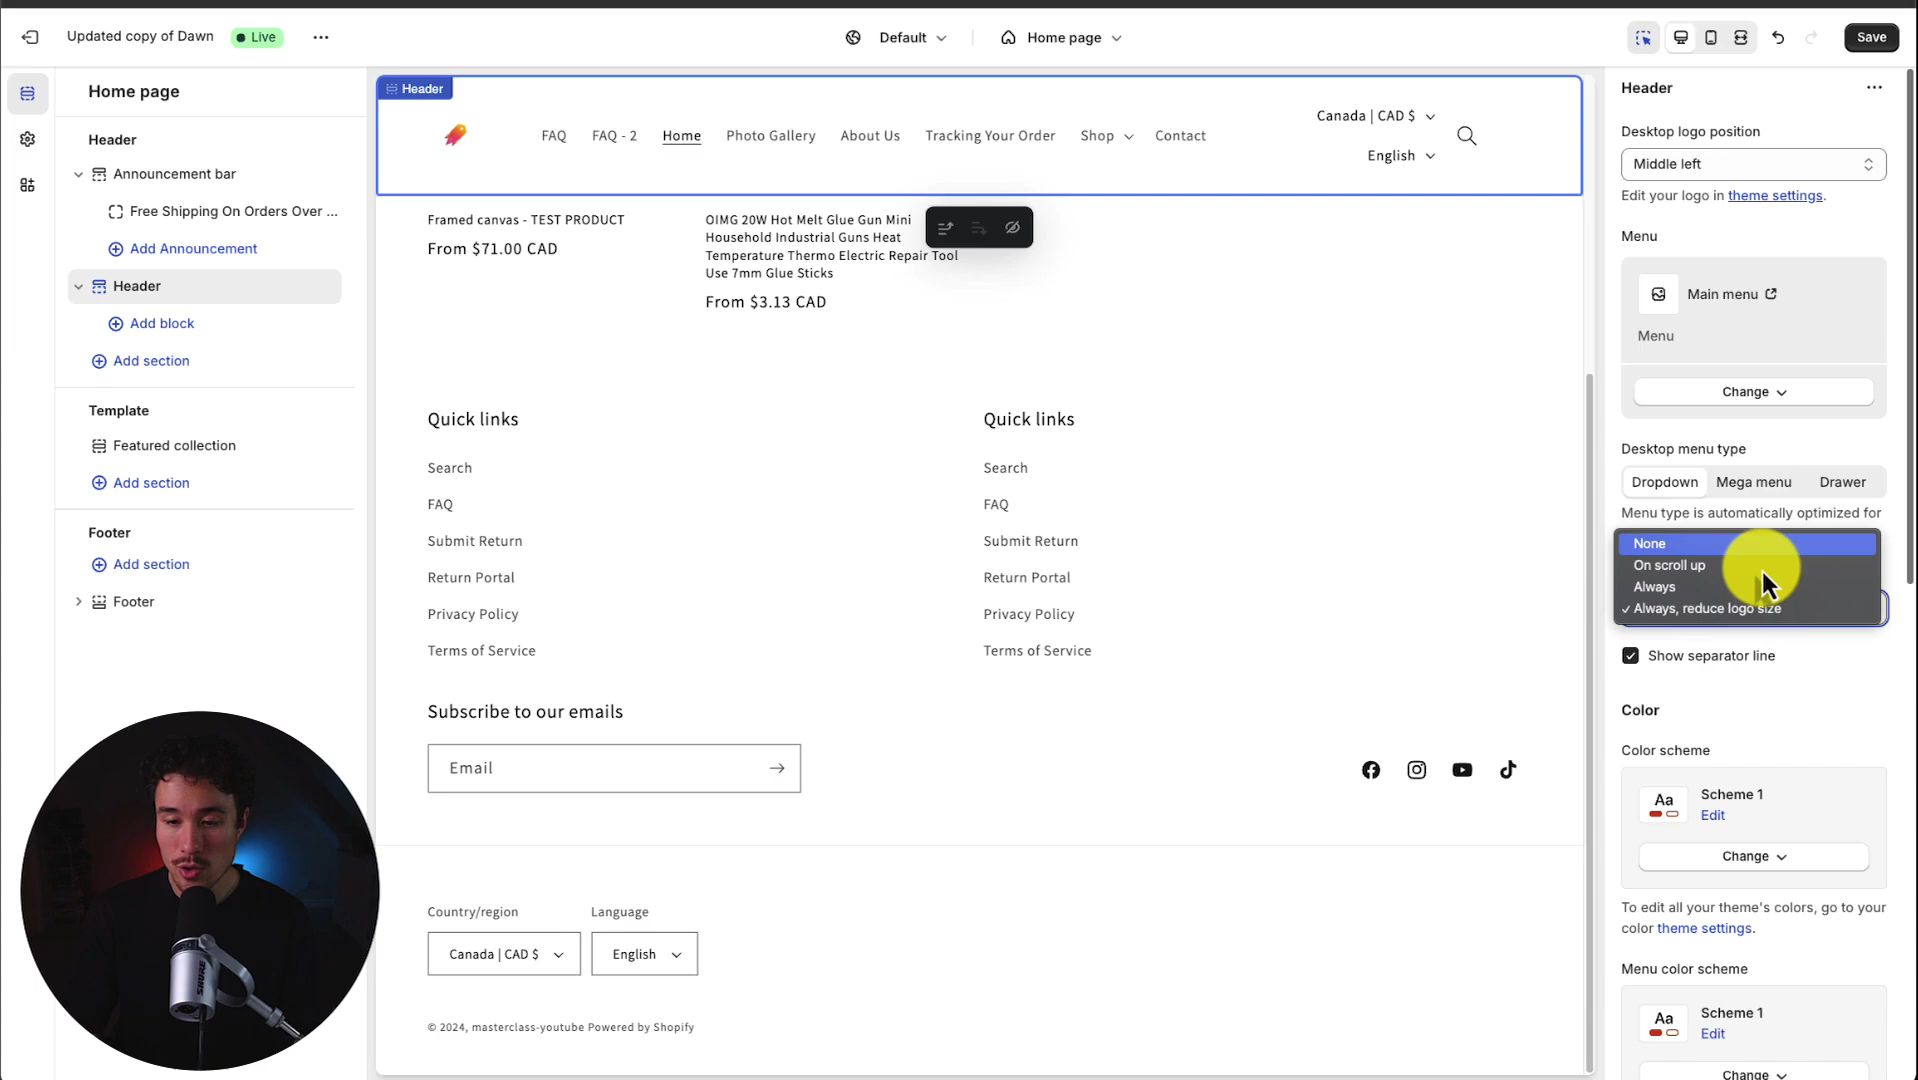 Updated copy of Dawn
Live
Default
Home page
Save
Home page
Header
Announcement bar
Free Shipping On Orders Over ...
Add Announcement
Header
Add block
Add section
Template
Featured collection
Add section
Footer
Add section
Footer
Header
FAQ
FAQ - 2
Home
Photo Gallery
About Us
Tracking Your Order
Shop
Contact
Canada | CAD $
English
Framed canvas - TEST PRODUCT
From $71.00 CAD
OIMG 20W Hot Melt Glue Gun Mini
Household Industrial Guns Heat
Temperature Thermo Electric Repair Tool
Use 7mm Glue Sticks
From $3.13 CAD
Quick links
Search
FAQ
Submit Return
Return Portal
Privacy Policy
Terms of Service
Quick links
Search
FAQ
Submit Return
Return Portal
Privacy Policy
Terms of Service
Subscribe to our emails
Email
Country/region
Canada | CAD $
Language
English
© 2024, masterclass-youtube Powered by Shopify
Header
Desktop logo position
Middle left
Edit your logo in theme settings.
Menu
Main menu
Menu
Change
Desktop menu type
Dropdown
Mega menu
Drawer
Menu type is automatically optimized for
None
On scroll up
Always
✓ Always, reduce logo size
Show separator line
Color
Color scheme
Aa
Scheme 1
Edit
Change
To edit all your theme's colors, go to your
color theme settings.
Menu color scheme
Aa
Scheme 1
Edit
Change
SHURE